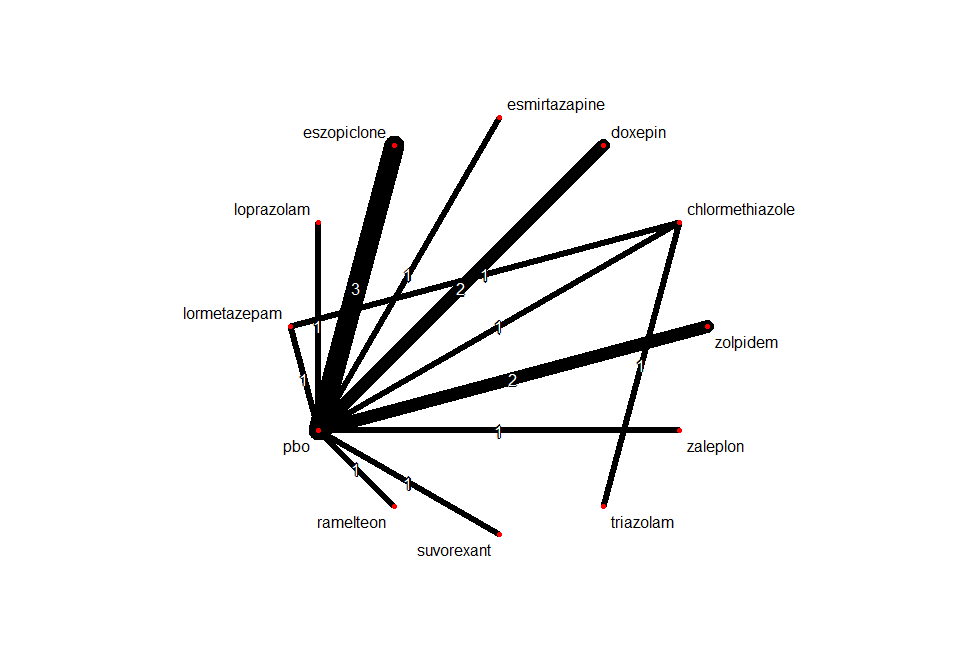 esmirtazapine
eszopiclone
doxepin
loprazolam
chlormethiazole
1
1
3
2
lormetazepam
1
1
zolpidem
1
1
2
1
pbo
zaleplon
1
1
ramelteon
triazolam
suvorexant